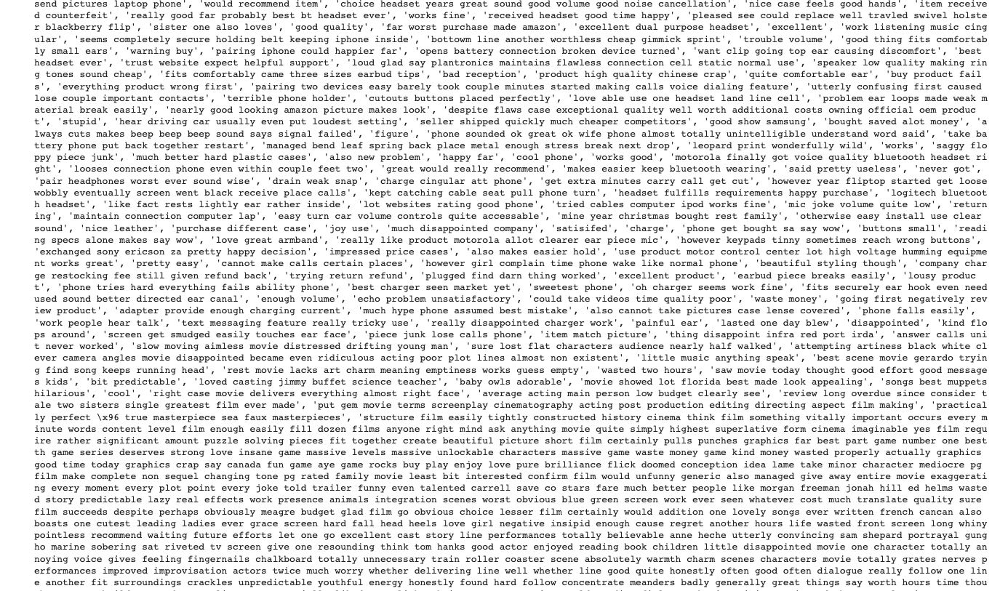 send pictures laptop phone', 'would recommend item', 'choice headset years great sound good volume good noise cancellation', 'nice case feels good hands', 'item receive
d counterfeit', 'really good far probably best bt headset ever', 'works fine', 'received headset good time happy', 'pleased see could replace well travled swivel holste
r blackberry flip', 'sister one also loves', 'good quality', 'far worst purchase made amazon', 'excellent dual purpose headset', 'excellent', 'work listening music cing
ular', 'seems completely secure holding belt keeping iphone inside', 'bottowm line another worthless cheap gimmick sprint', 'trouble volume', 'good thing fits comfortab
ly small ears', 'warning buy', 'pairing iphone could happier far', 'opens battery connection broken device turned', 'want clip going top ear causing discomfort', 'best
headset ever', 'trust website expect helpful support', 'loud glad say plantronics maintains flawless connection cell static normal use', 'speaker low quality making rin
g tones sound cheap', 'fits comfortably came three sizes earbud tips', 'bad reception', 'product high quality chinese crap', 'quite comfortable ear', 'buy product fail
s', 'everything product wrong first', 'pairing two devices easy barely took couple minutes started making calls voice dialing feature', 'utterly confusing first caused
lose couple important contacts', 'terrible phone holder', 'cutouts buttons placed perfectly', 'love able use one headset land line cell', 'problem ear loops made weak m
aterial break easily', 'nearly good looking amazon picture makes look', 'despite flaws case exceptional quality well worth additional costs owning official oem produc
t', 'stupid', 'hear driving car usually even put loudest setting', 'seller shipped quickly much cheaper competitors', 'good show samsung', 'bought saved alot money', 'a
lways cuts makes beep beep beep sound says signal failed', 'figure', 'phone sounded ok great ok wife phone almost totally unintelligible understand word said', 'take ba
ttery phone put back together restart', 'managed bend leaf spring back place metal enough stress break next drop', 'leopard print wonderfully wild', 'works', 'saggy flo
ppy piece junk', 'much better hard plastic cases', 'also new problem', 'happy far', 'cool phone', 'works good', 'motorola finally got voice quality bluetooth headset ri
ght', 'looses connection phone even within couple feet two', 'great would really recommend', 'makes easier keep bluetooth wearing', 'said pretty useless', 'never got',
'pair headphones worst ever sound wise', 'drain weak snap', 'charge cingular att phone', 'get extra minutes carry call get cut', 'however year fliptop started get loose
wobbly eventually screen went black receive place calls', 'kept catching cable seat pull phone turn', 'headset fulfills requirements happy purchase', 'logitech bluetoot
h headset', 'like fact rests lightly ear rather inside', 'lot websites rating good phone', 'tried cables computer ipod works fine', 'mic joke volume quite low', 'return
ing', 'maintain connection computer lap', 'easy turn car volume controls quite accessable', 'mine year christmas bought rest family', 'otherwise easy install use clear
sound', 'nice leather', 'purchase different case', 'joy use', 'much disappointed company', 'satisifed', 'charge', 'phone get bought sa say wow', 'buttons small', 'readi
ng specs alone makes say wow', 'love great armband', 'really like product motorola allot clearer ear piece mic', 'however keypads tinny sometimes reach wrong buttons',
'exchanged sony ericson za pretty happy decision', 'impressed price cases', 'also makes easier hold', 'use product motor control center lot high voltage humming equipme
nt works great', 'pretty easy', 'cannot make calls certain places', 'however girl complain time phone wake like normal phone', 'beautiful styling though', 'company char
ge restocking fee still given refund back', 'trying return refund', 'plugged find darn thing worked', 'excellent product', 'earbud piece breaks easily', 'lousy produc
t', 'phone tries hard everything fails ability phone', 'best charger seen market yet', 'sweetest phone', 'oh charger seems work fine', 'fits securely ear hook even need
used sound better directed ear canal', 'enough volume', 'echo problem unsatisfactory', 'could take videos time quality poor', 'waste money', 'going first negatively rev
iew product', 'adapter provide enough charging current', 'much hype phone assumed best mistake', 'also cannot take pictures case lense covered', 'phone falls easily',
'work people hear talk', 'text messaging feature really tricky use', 'really disappointed charger work', 'painful ear', 'lasted one day blew', 'disappointed', 'kind flo
ps around', 'screen get smudged easily touches ear face', 'piece junk lose calls phone', 'item match picture', 'thing disappoint infra red port irda', 'answer calls uni
t never worked', 'slow moving aimless movie distressed drifting young man', 'sure lost flat characters audience nearly half walked', 'attempting artiness black white cl
ever camera angles movie disappointed became even ridiculous acting poor plot lines almost non existent', 'little music anything speak', 'best scene movie gerardo tryin
g find song keeps running head', 'rest movie lacks art charm meaning emptiness works guess empty', 'wasted two hours', 'saw movie today thought good effort good message
s kids', 'bit predictable', 'loved casting jimmy buffet science teacher', 'baby owls adorable', 'movie showed lot florida best made look appealing', 'songs best muppets
hilarious', 'cool', 'right case movie delivers everything almost right face', 'average acting main person low budget clearly see', 'review long overdue since consider t
ale two sisters single greatest film ever made', 'put gem movie terms screenplay cinematography acting post production editing directing aspect film making', 'practical
ly perfect \x96 true masterpiece sea faux masterpieces', 'structure film easily tightly constructed history cinema think film something vitally important occurs every m
inute words content level film enough easily fill dozen films anyone right mind ask anything movie quite simply highest superlative form cinema imaginable yes film requ
ire rather significant amount puzzle solving pieces fit together create beautiful picture short film certainly pulls punches graphics far best part game number one best
th game series deserves strong love insane game massive levels massive unlockable characters massive game waste money game kind money wasted properly actually graphics
good time today graphics crap say canada fun game aye game rocks buy play enjoy love pure brilliance flick doomed conception idea lame take minor character mediocre pg
film make complete non sequel changing tone pg rated family movie least bit interested confirm film would unfunny generic also managed give away entire movie exaggerati
ng every moment every plot point every joke told trailer funny even talented carrell save co stars fare much better people like morgan freeman jonah hill ed helms waste
d story predictable lazy real effects work presence animals integration scenes worst obvious blue green screen work ever seen whatever cost much translate quality sure
film succeeds despite perhaps obviously meagre budget glad film go obvious choice lesser film certainly would addition one lovely songs ever written french cancan also
boasts one cutest leading ladies ever grace screen hard fall head heels love girl negative insipid enough cause regret another hours life wasted front screen long whiny
pointless recommend waiting future efforts let one go excellent cast story line performances totally believable anne heche utterly convincing sam shepard portrayal gung
ho marine sobering sat riveted tv screen give one resounding think tom hanks good actor enjoyed reading book children little disappointed movie one character totally an
noying voice gives feeling fingernails chalkboard totally unnecessary train roller coaster scene absolutely warmth charm scenes characters movie totally grates nerves p
erformances improved improvisation actors twice much worry whether delivering line well whether line good quite honestly often good often dialogue really follow one lin
e another fit surroundings crackles unpredictable youthful energy honestly found hard follow concentrate meanders badly generally great things say worth hours time thou